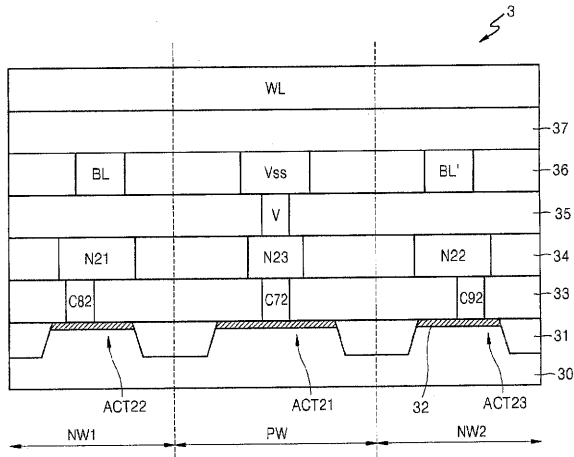 3
WL
37
BL Vss BL' 36
V 35
N21 N23 N22 34
C82 C72 C92 33
31
30
ACT22 ACT21 32 ACT23
NW1 PW NW2